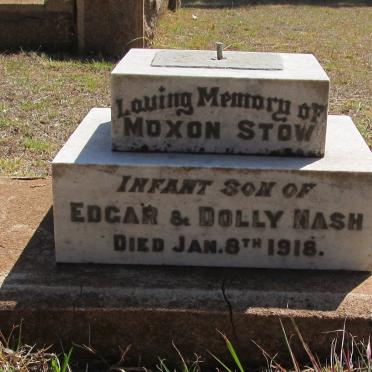 Loving Memory of
MOXON STOW
INFANT SON OF
EDGAR & DOLLY NASH
DIED JAN. 8TH 1918.